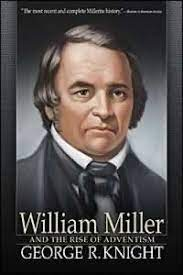 "The most recent and complete Millerite history".
William Miller
AND THE RISE OF ADVENTISM
GEORGE R. KNIGHT